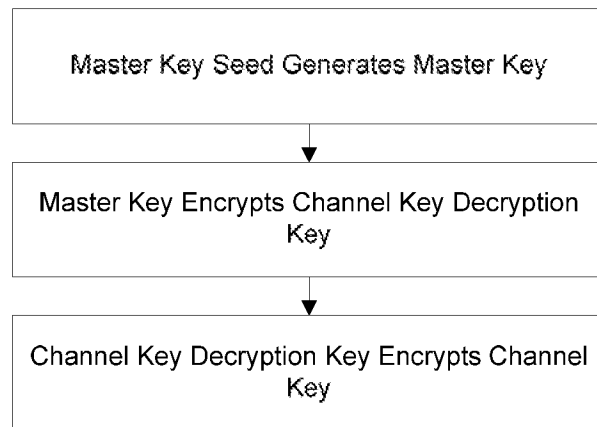 Master Key Seed Generates Master Key
Master Key Encrypts Channel Key Decryption
Key
Channel Key Decryption Key Encrypts Channel
Key